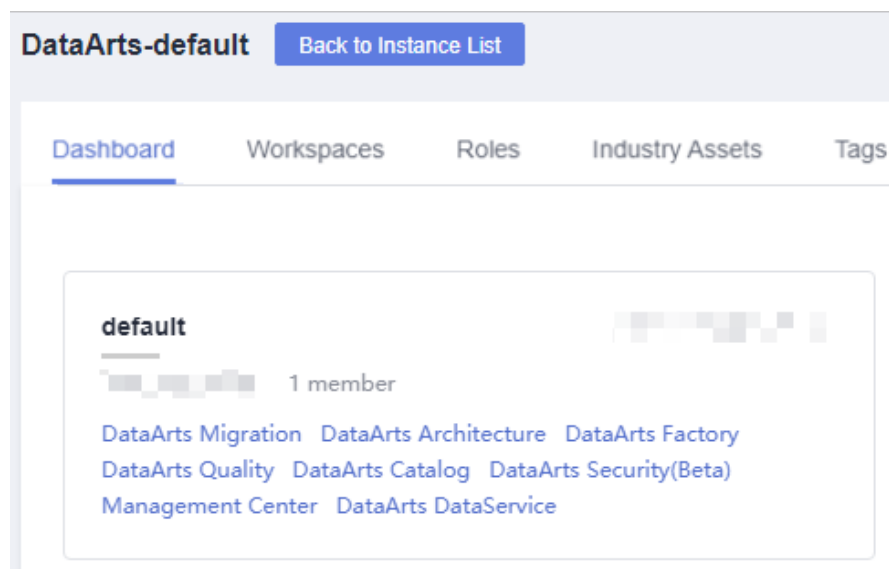 DataArts-default Back to Instance List
Dashboard Workspaces Roles Industry Assets Tags
default
1 member
DataArts Migration DataArts Architecture DataArts Factory
DataArts Quality DataArts Catalog DataArts Security(Beta)
Management Center DataArts DataService